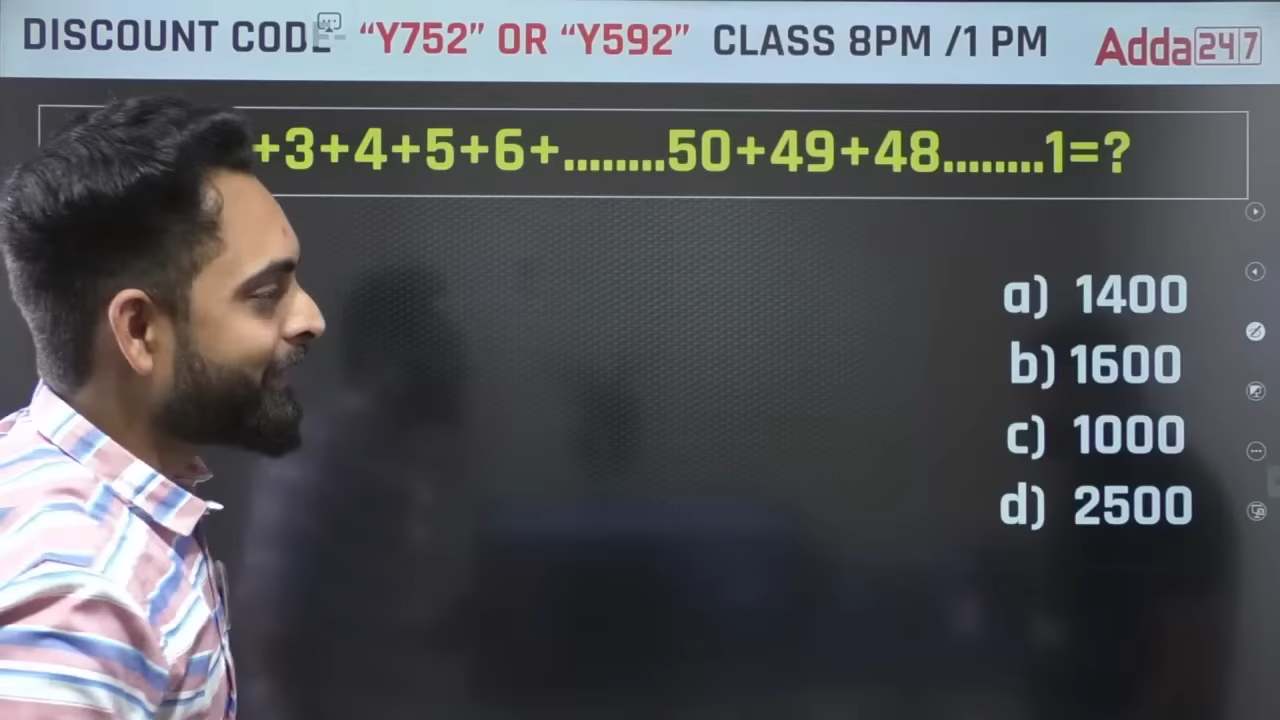 DISCOUNT CODE "Y752" OR "Y592" CLASS 8PM /1 PM Adda247
+3+4+5+6+........50+49+48........1=?
a) 1400
b) 1600
c) 1000
d) 2500